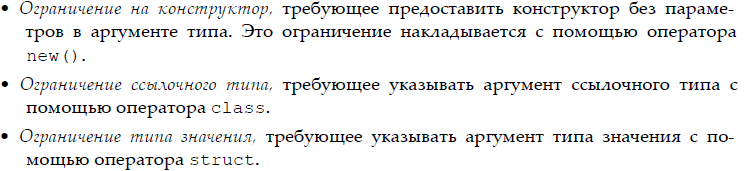 • Ограничение на конструктор, требующее предоставить конструктор без параме-
тров в аргументе типа. Это ограничение накладывается с помощью оператора
new().
• Ограничение ссылочного типа, требующее указывать аргумент ссылочного типа с
помощью оператора class.
• Ограничение типа значения, требующее указывать аргумент типа значения с по-
мощью оператора struct.